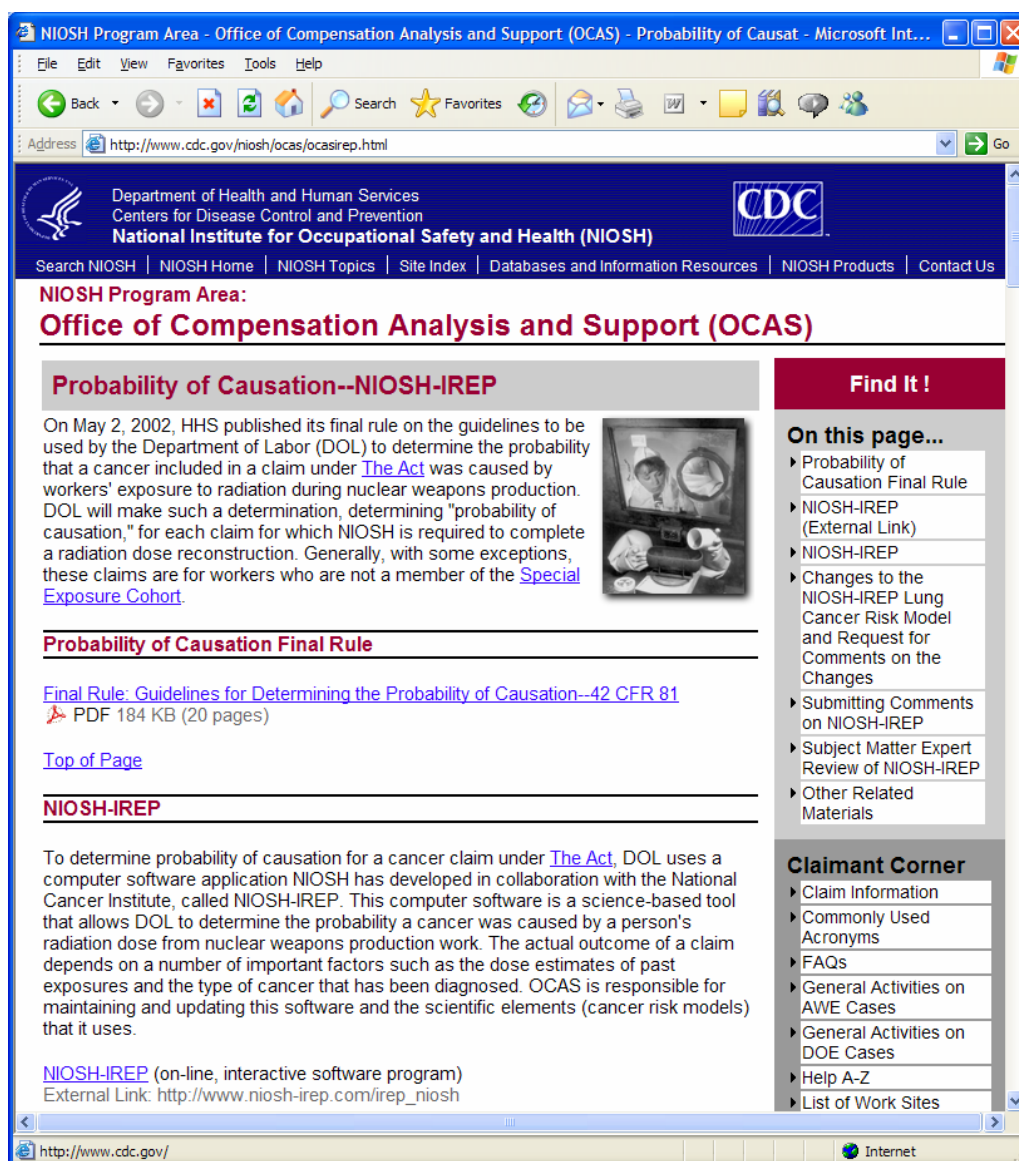 NIOSH Program Area - Office of Compensation Analysis and Support (OCAS) - Probability of Causat - Microsoft Int...
File Edit View Favorites Tools Help
Back Search Favorites
Address http://www.cdc.gov/niosh/ocas/ocasirep.html Go
Department of Health and Human Services
Centers for Disease Control and Prevention
National Institute for Occupational Safety and Health (NIOSH)
CDC
Search NIOSH | NIOSH Home | NIOSH Topics | Site Index | Databases and Information Resources | NIOSH Products | Contact Us
NIOSH Program Area:
Office of Compensation Analysis and Support (OCAS)
Probability of Causation--NIOSH-IREP
On May 2, 2002, HHS published its final rule on the guidelines to be
used by the Department of Labor (DOL) to determine the probability
that a cancer included in a claim under The Act was caused by
workers' exposure to radiation during nuclear weapons production.
DOL will make such a determination, determining "probability of
causation," for each claim for which NIOSH is required to complete
a radiation dose reconstruction. Generally, with some exceptions,
these claims are for workers who are not a member of the Special
Exposure Cohort.
Probability of Causation Final Rule
Final Rule: Guidelines for Determining the Probability of Causation--42 CFR 81
PDF 184 KB (20 pages)
Top of Page
NIOSH-IREP
To determine probability of causation for a cancer claim under The Act, DOL uses a
computer software application NIOSH has developed in collaboration with the National
Cancer Institute, called NIOSH-IREP. This computer software is a science-based tool
that allows DOL to determine the probability a cancer was caused by a person's
radiation dose from nuclear weapons production work. The actual outcome of a claim
depends on a number of important factors such as the dose estimates of past
exposures and the type of cancer that has been diagnosed. OCAS is responsible for
maintaining and updating this software and the scientific elements (cancer risk models)
that it uses.
NIOSH-IREP (on-line, interactive software program)
External Link: http://www.niosh-irep.com/irep_niosh
Find It !
On this page...
Probability of
Causation Final Rule
NIOSH-IREP
(External Link)
NIOSH-IREP
Changes to the
NIOSH-IREP Lung
Cancer Risk Model
and Request for
Comments on the
Changes
Submitting Comments
on NIOSH-IREP
Subject Matter Expert
Review of NIOSH-IREP
Other Related
Materials
Claimant Corner
Claim Information
Commonly Used
Acronyms
FAQs
General Activities on
AWE Cases
General Activities on
DOE Cases
Help A-Z
List of Work Sites
http://www.cdc.gov/ Internet